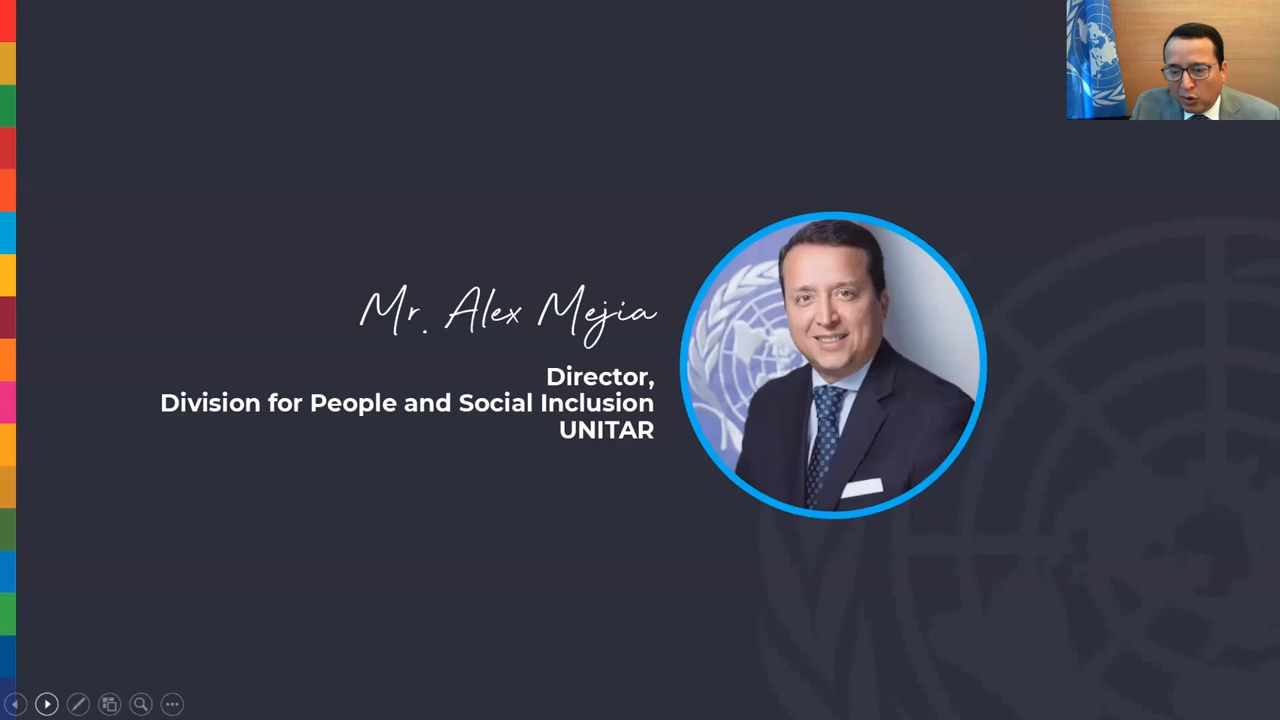 Mr. Alex Mejia
Director,
Division for People and Social Inclusion
UNITAR